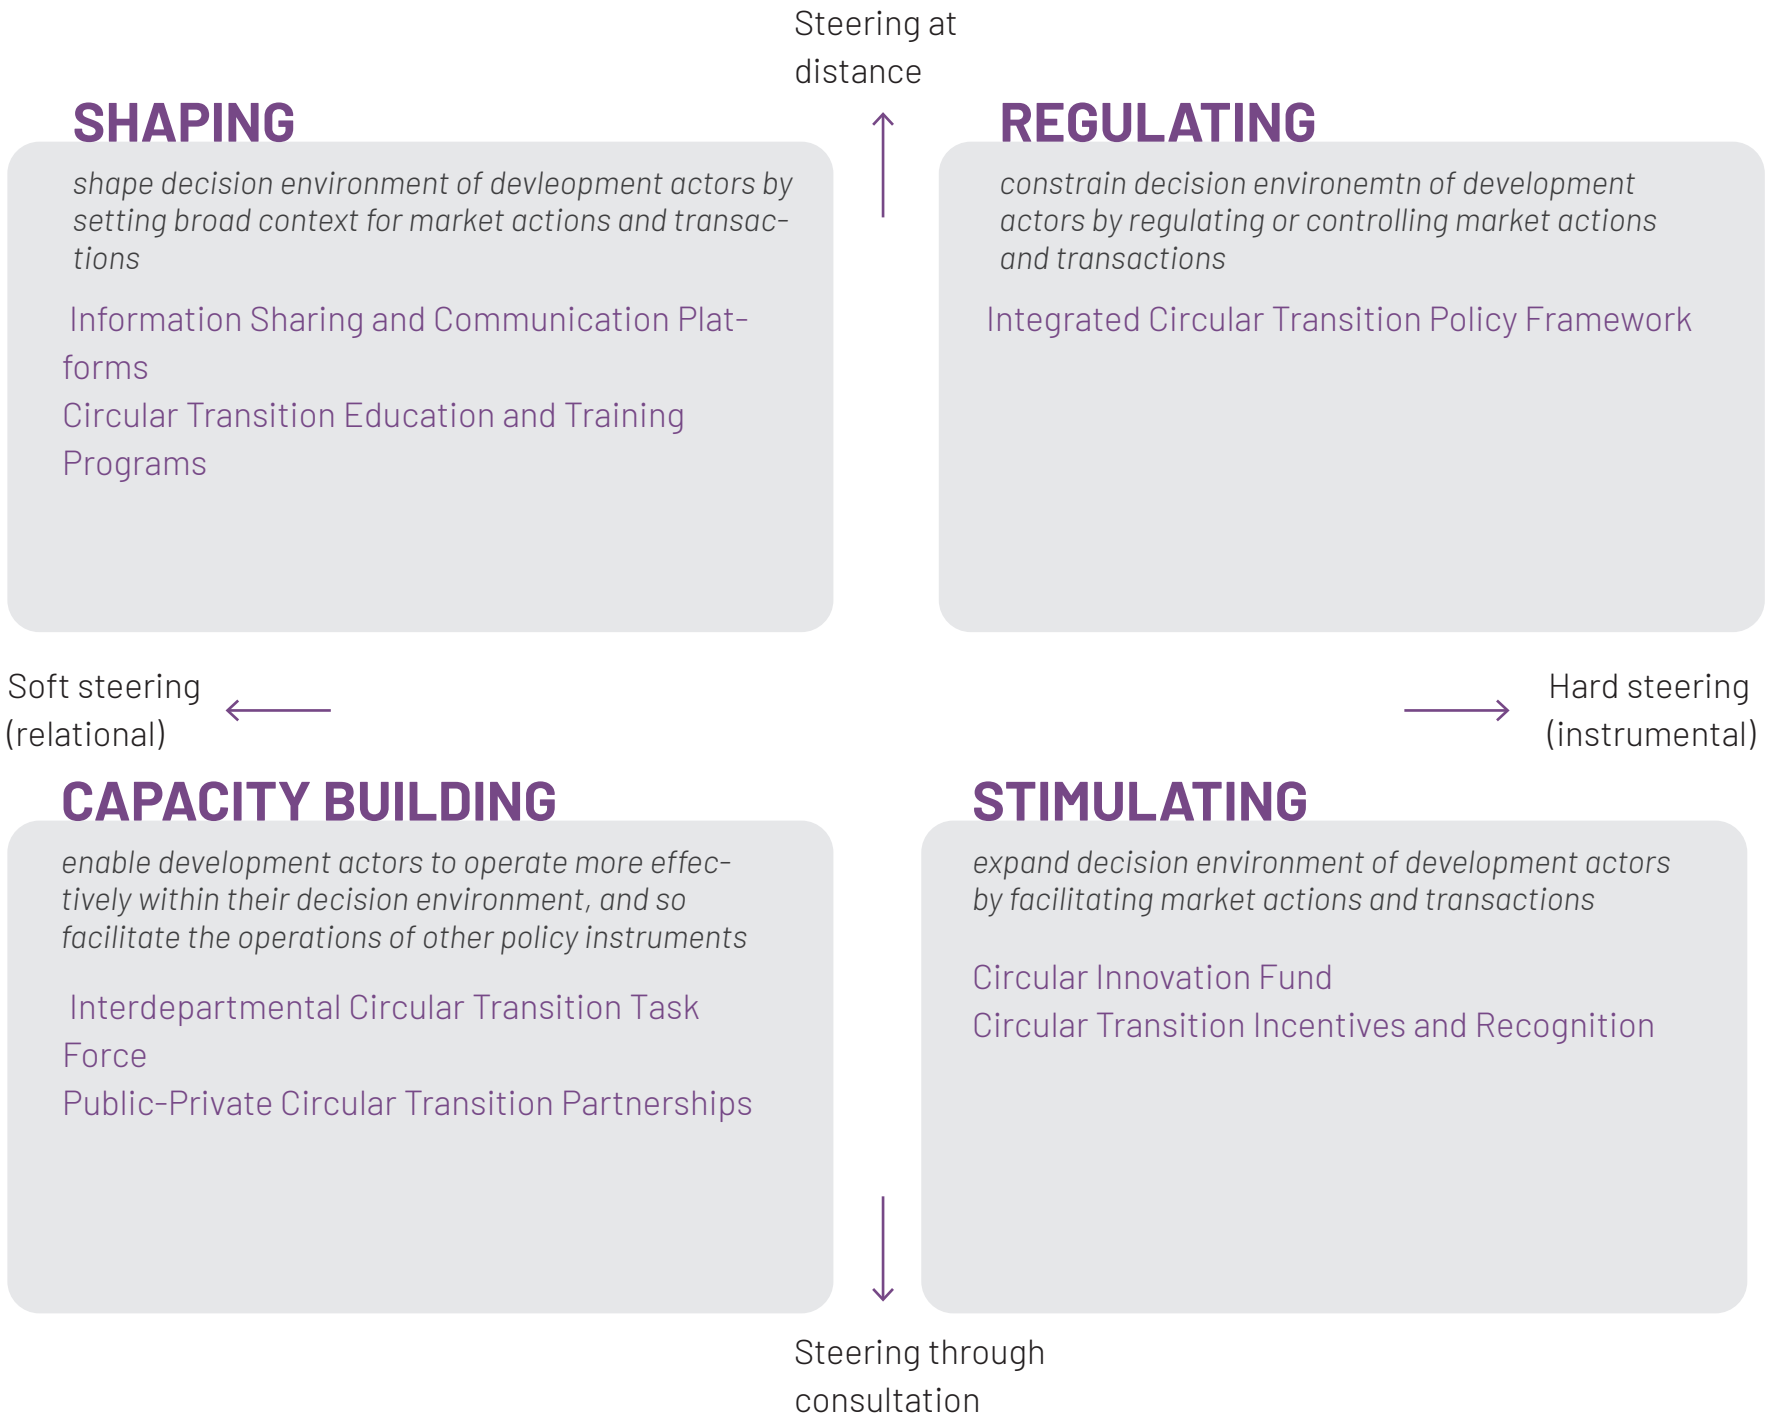 Steering at
distance
SHAPING
shape decision environment of devleopment actors by
setting broad context for market actions and transac-
tions
Information Sharing and Communication Plat-
forms
Circular Transition Education and Training
Programs
REGULATING
constrain decision environemtn of development
actors by regulating or controlling market actions
and transactions
Integrated Circular Transition Policy Framework
Soft steering
(relational)
Hard steering
(instrumental)
CAPACITY BUILDING
enable development actors to operate more effec-
tively within their decision environment, and so
facilitate the operations of other policy instruments
Interdepartmental Circular Transition Task
Force
Public-Private Circular Transition Partnerships
STIMULATING
expand decision environment of development actors
by facilitating market actions and transactions
Circular Innovation Fund
Circular Transition Incentives and Recognition
Steering through
consultation